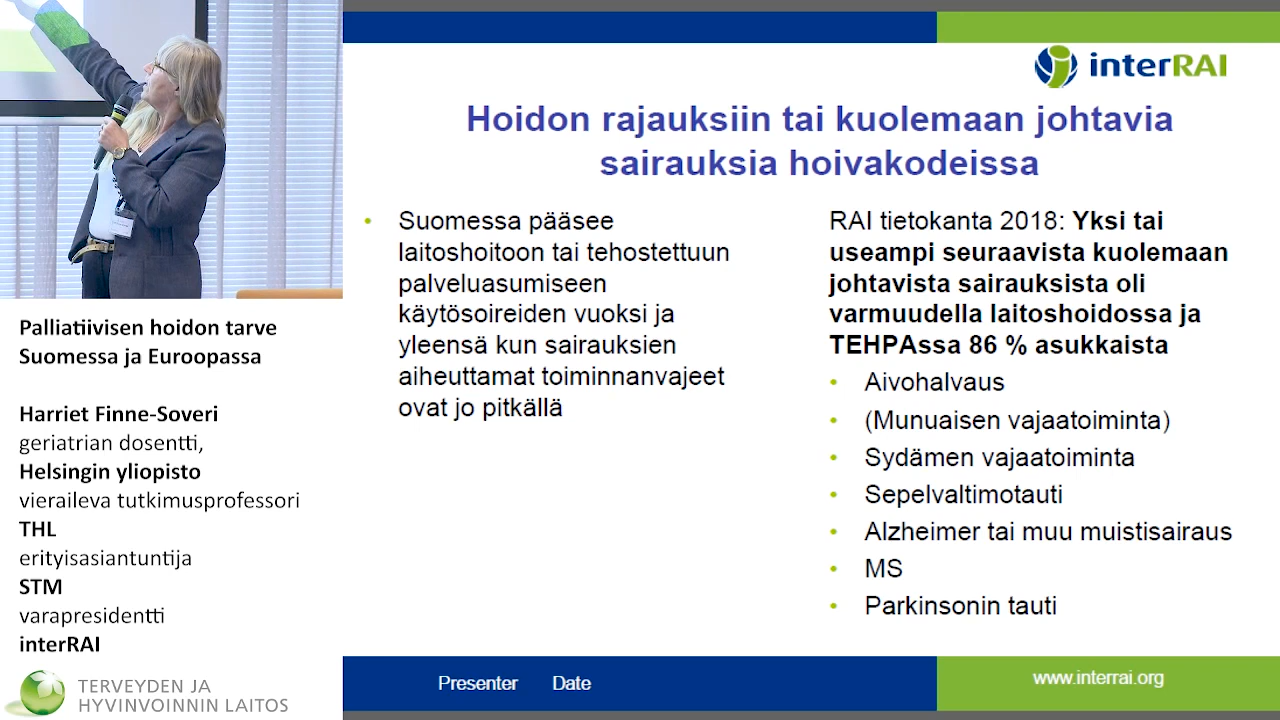 interRAI
Hoidon rajauksiin tai kuolemaan johtavia
sairauksia hoivakodeissa
Suomessa pääsee
laitoshoitoon tai tehostettuun
palveluasumiseen
käytösoireiden vuoksi ja
yleensä kun sairauksien
aiheuttamat toiminnanvajeet
ovat jo pitkällä
RAI tietokanta 2018: Yksi tai
useampi seuraavista kuolemaan
johtavista sairauksista oli
varmuudella laitoshoidossa ja
TEHPAssa 86 % asukkaista
Aivohalvaus
(Munuaisen vajaatoiminta)
Sydämen vajaatoiminta
Sepelvaltimotauti
Alzheimer tai muu muistisairaus
MS
Parkinsonin tauti
Presenter Date
www.interrai.org
Palliatiivisen hoidon tarve
Suomessa ja Euroopassa
Harriet Finne-Soveri
geriatrian dosentti,
Helsingin yliopisto
vieraileva tutkimusprofessori
THL
erityisasiantuntija
STM
varapresidentti
interRAI
TERVEYDEN JA
HYVINVOINNIN LAITOS